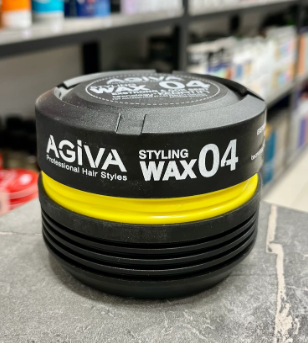 AGIVA
WAX 04
AGIVA
Professional Hair Styles
STYLING
WAX 04